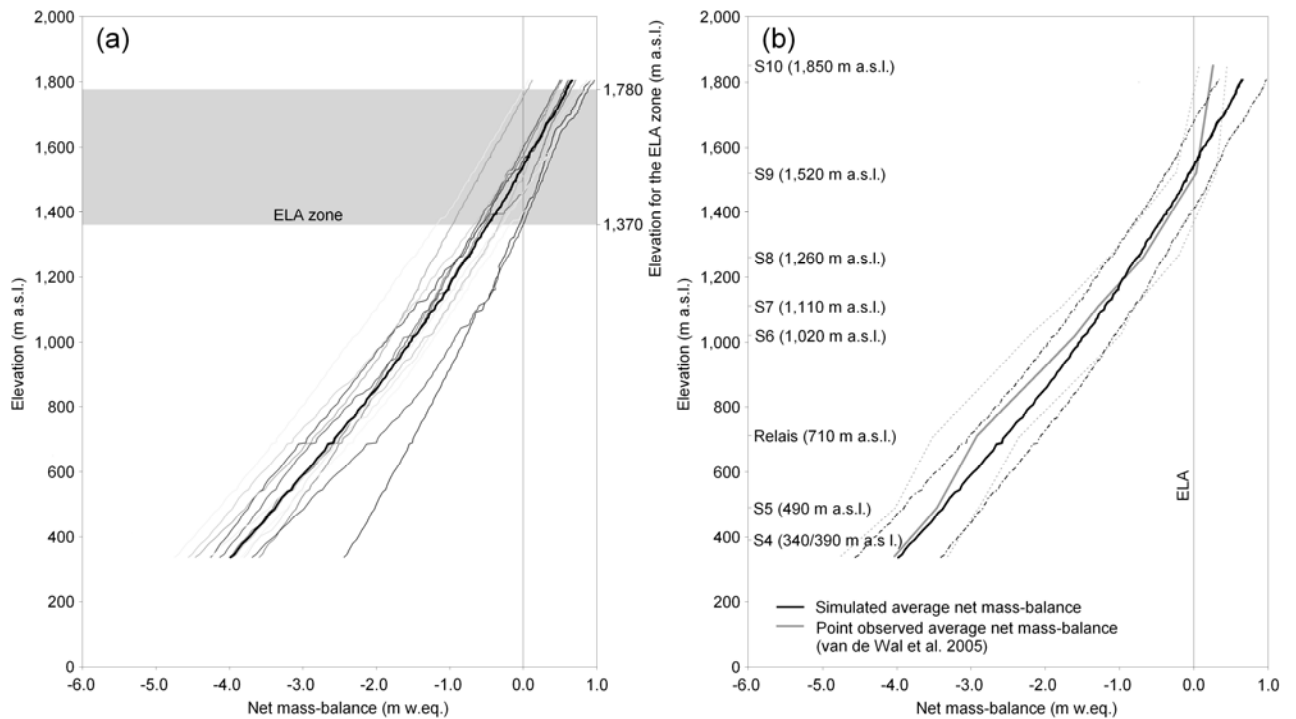 (a)
2,000
1,800
1,600
1,400
1,200
1,000
800
600
400
200
0
Elevation (m a.s.l.)
ELA zone
1,780
1,370
Elevation for the ELA zone (m a.s.l.)
-6.0 -5.0 -4.0 -3.0 -2.0 -1.0 0.0 1.0
Net mass-balance (m w.eq.)
(b)
2,000
1,800
1,600
1,400
1,200
1,000
800
600
400
200
0
Elevation (m a.s.l.)
S10 (1,850 m a.s.l.)
S9 (1,520 m a.s.l.)
S8 (1,260 m a.s.l.)
S7 (1,110 m a.s.l.)
S6 (1,020 m a.s.l.)
Relais (710 m a.s.l.)
S5 (490 m a.s.l.)
S4 (340/390 m a.s.l.)
ELA
Simulated average net mass-balance
Point observed average net mass-balance
(van de Wal et al. 2005)
-6.0 -5.0 -4.0 -3.0 -2.0 -1.0 0.0 1.0
Net mass-balance (m w.eq.)